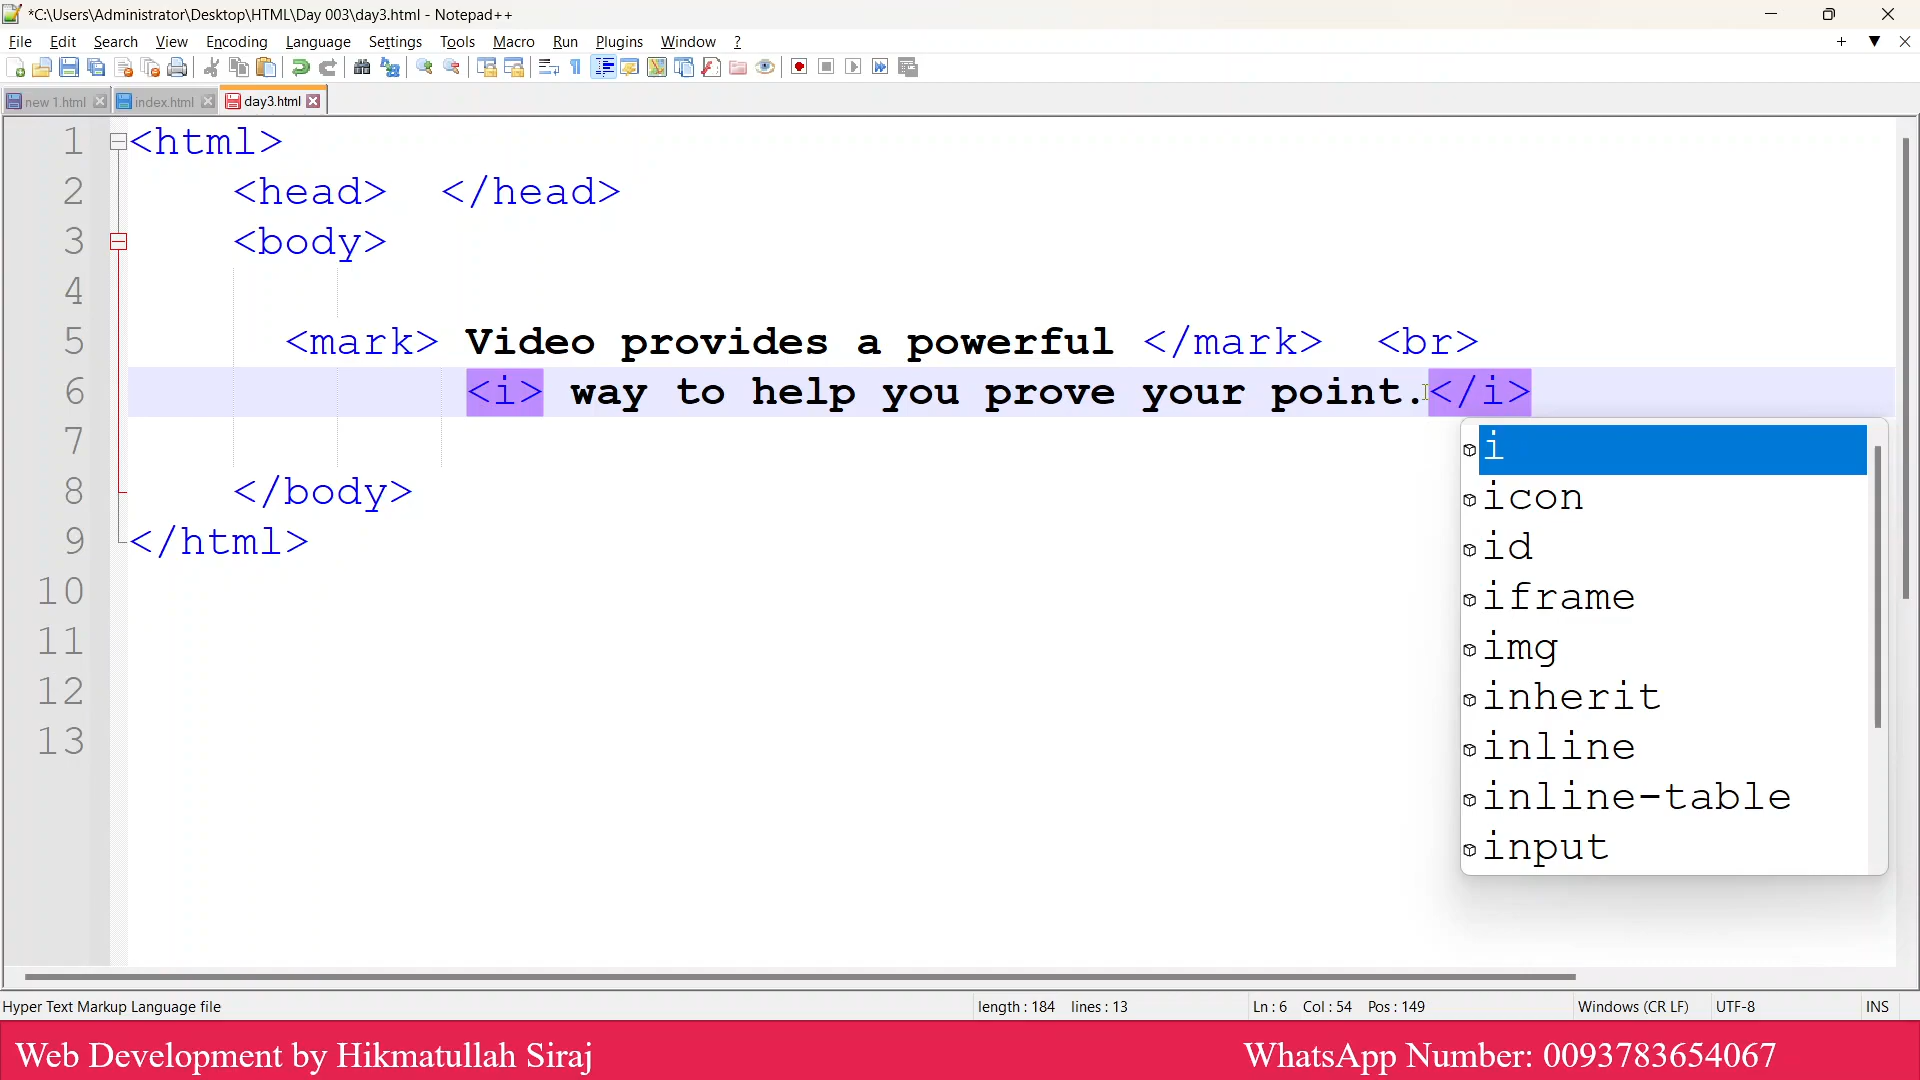 *C:\Users\Administrator\Desktop\HTML\Day 003\day3.html - Notepad++
File Edit Search View Encoding Language Settings Tools Macro Run Plugins Window ?
new 1.html index.html day3.html
1 <html>
2 <head> </head>
3 <body>
4
5 <mark> Video provides a powerful </mark> <br>
6 <i> way to help you prove your point.</i>
7
8 </body>
9 </html>
10
11
12
13
i
icon
id
iframe
img
inherit
inline
inline-table
input
Hyper Text Markup Language file length : 184 lines : 13 Ln : 6 Col : 54 Pos : 149 Windows (CR LF) UTF-8 INS
Web Development by Hikmatullah Siraj WhatsApp Number: 0093783654067